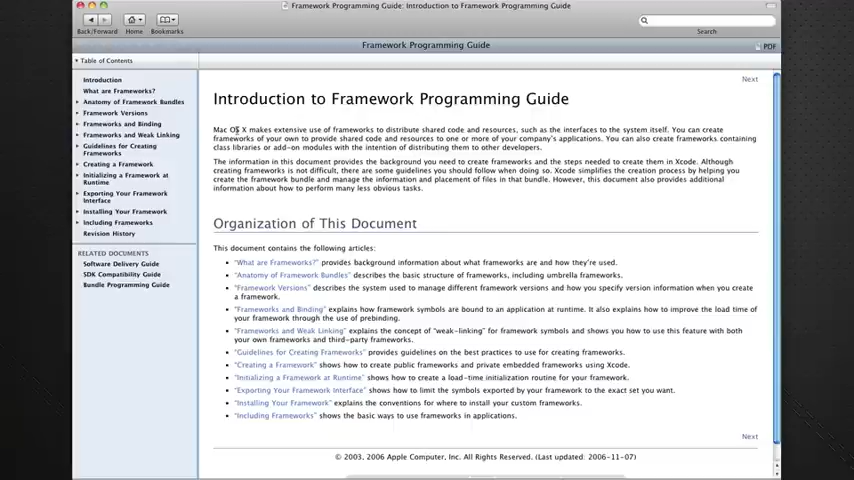 Framework Programming Guide: Introduction to Framework Programming Guide
Back/Forward
Home
Bookmarks
Search
Framework Programming Guide
PDF
Table of Contents
Introduction
What are Frameworks?
Anatomy of Framework Bundles
Framework Versions
Frameworks and Binding
Frameworks and Weak Linking
Guidelines for Creating
Frameworks
Creating a Framework
Initializing a Framework at
Runtime
Exporting Your Framework
Interface
Installing Your Framework
Including Frameworks
Revision History
RELATED DOCUMENTS
Software Delivery Guide
SDK Compatibility Guide
Bundle Programming Guide
Next
Introduction to Framework Programming Guide
Mac OS X makes extensive use of frameworks to distribute shared code and resources, such as the interfaces to the system itself. You can create
frameworks of your own to provide shared code and resources to one or more of your company's applications. You can also create frameworks containing
class libraries or add-on modules with the intention of distributing them to other developers.
The information in this document provides the background you need to create frameworks and the steps needed to create them in Xcode. Although
creating frameworks is not difficult, there are some guidelines you should follow when doing so. Xcode simplifies the creation process by helping you
create the framework bundle and manage the information and placement of files in that bundle. However, this document also provides additional
information about how to perform many less obvious tasks.
Organization of This Document
This document contains the following articles:
• "What are Frameworks?" provides background information about what frameworks are and how they're used.
• "Anatomy of Framework Bundles" describes the basic structure of frameworks, including umbrella frameworks.
• "Framework Versions" describes the system used to manage different framework versions and how you specify version information when you create
a framework.
• "Frameworks and Binding" explains how framework symbols are bound to an application at runtime. It also explains how to improve the load time of
your framework through the use of prebinding.
• "Frameworks and Weak Linking" explains the concept of "weak-linking" for framework symbols and shows you how to use this feature with both
your own frameworks and third-party frameworks.
• "Guidelines for Creating Frameworks" provides guidelines on the best practices to use for creating frameworks.
• "Creating a Framework" shows how to create public frameworks and private embedded frameworks using Xcode.
• "Initializing a Framework at Runtime" shows how to create a load-time initialization routine for your framework.
• "Exporting Your Framework Interface" shows how to limit the symbols exported by your framework to the exact set you want.
• "Installing Your Framework" explains the conventions for where to install your custom frameworks.
• "Including Frameworks" shows the basic ways to use frameworks in applications.
Next
© 2003, 2006 Apple Computer, Inc. All Rights Reserved. (Last updated: 2006-11-07)